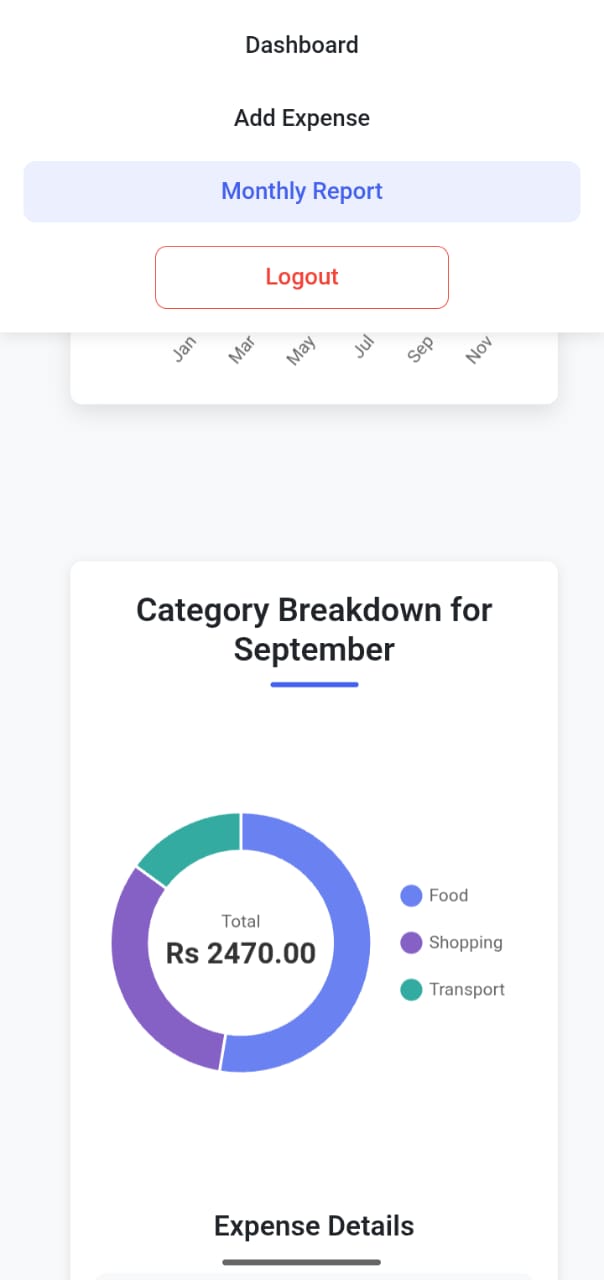 Dashboard
Add Expense
Monthly Report
Logout
Jan Mar May Jul Sep Nov
Category Breakdown for
September
Total
Rs 2470.00
Food
Shopping
Transport
Expense Details